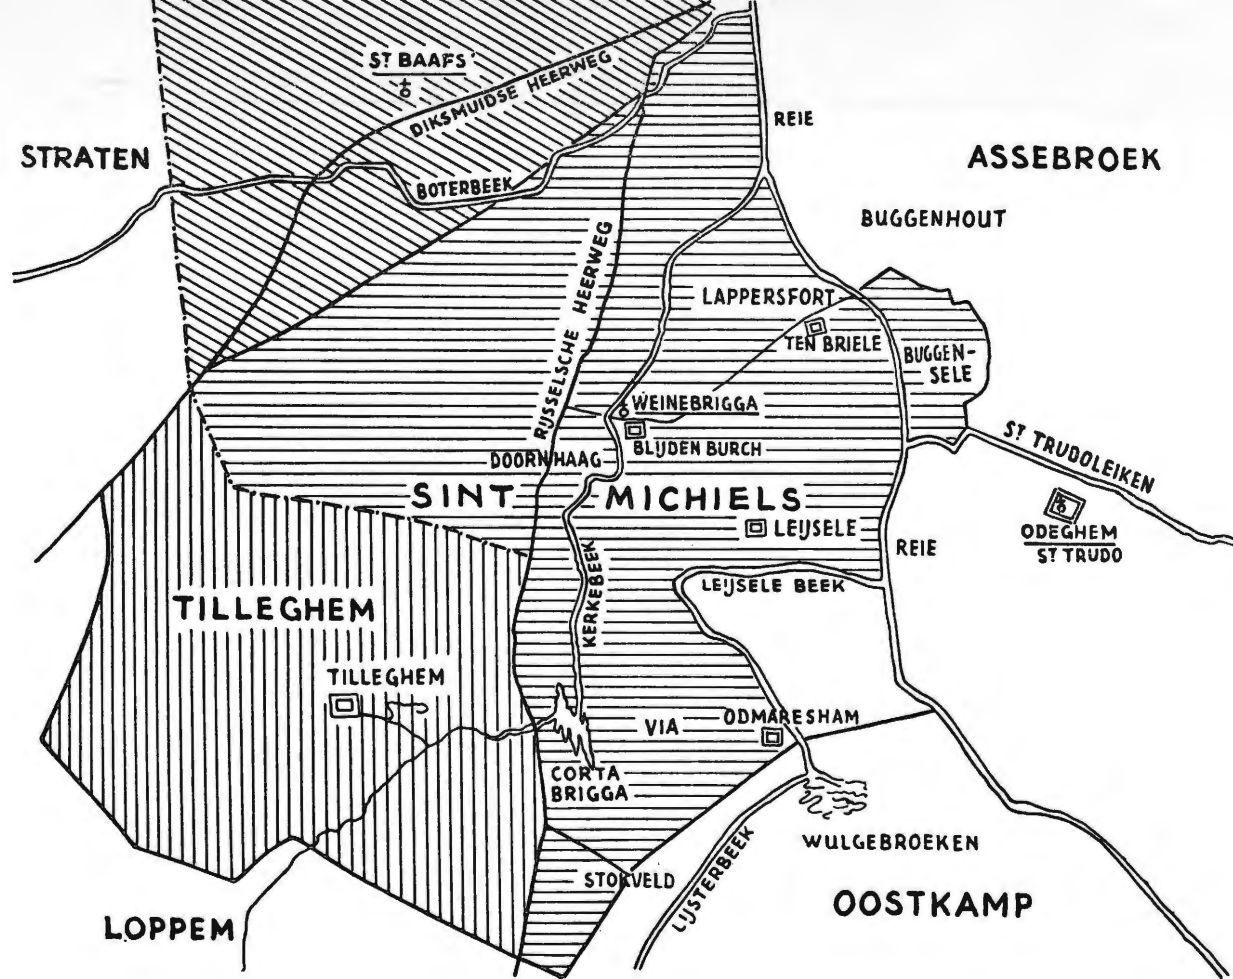 ST BAAFS
DIKSMUIDSE HEERWEG
REIE
STRATEN
ASSEBROEK
BOTERBEEK
BUGGENHOUT
RIJSSELSCHE HEERWEG
LAPPERSFORT
TEN BRIELE
BUGGEN-
SELE
WEINEBRIGGA
BLIJDEN BURCH
DOORNHAAG
ST TRUDOLEIKEN
SINT MICHIELS
LEIJSELE
ODEGHEM
ST TRUDO
REIE
KERKEBEEK
LEIJSELE BEEK
TILLEGHEM
TILLEGHEM
VIA
ODMARESHAM
CORTA
BRIGGA
WULGEBROEKEN
STOKVELD
LIJSTERBEEK
OOSTKAMP
LOPPEM